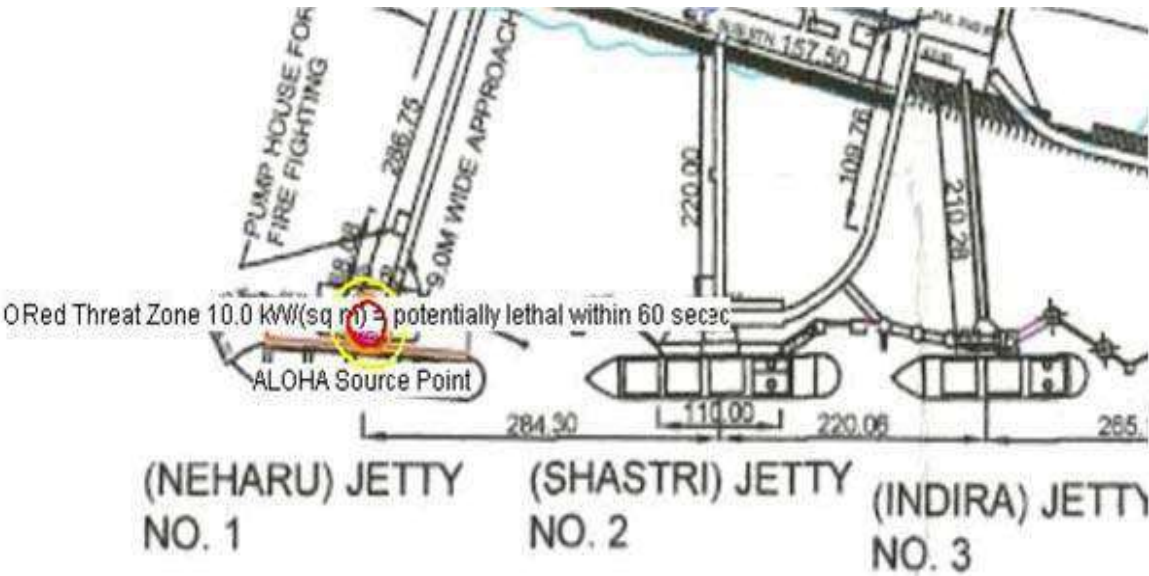 PUMP HOUSE FOR
FIRE FIGHTING
286.75
9.0M WIDE APPROACH
SUBSTN.
157.50
220.00
109.76
210.28
Red Threat Zone 10.0 kW/(sq m) = potentially lethal within 60 sec
ALOHA Source Point
284.30
110.00
220.06
265.
(NEHARU) JETTY
NO. 1
(SHASTRI) JETTY
NO. 2
(INDIRA) JETTY
NO. 3